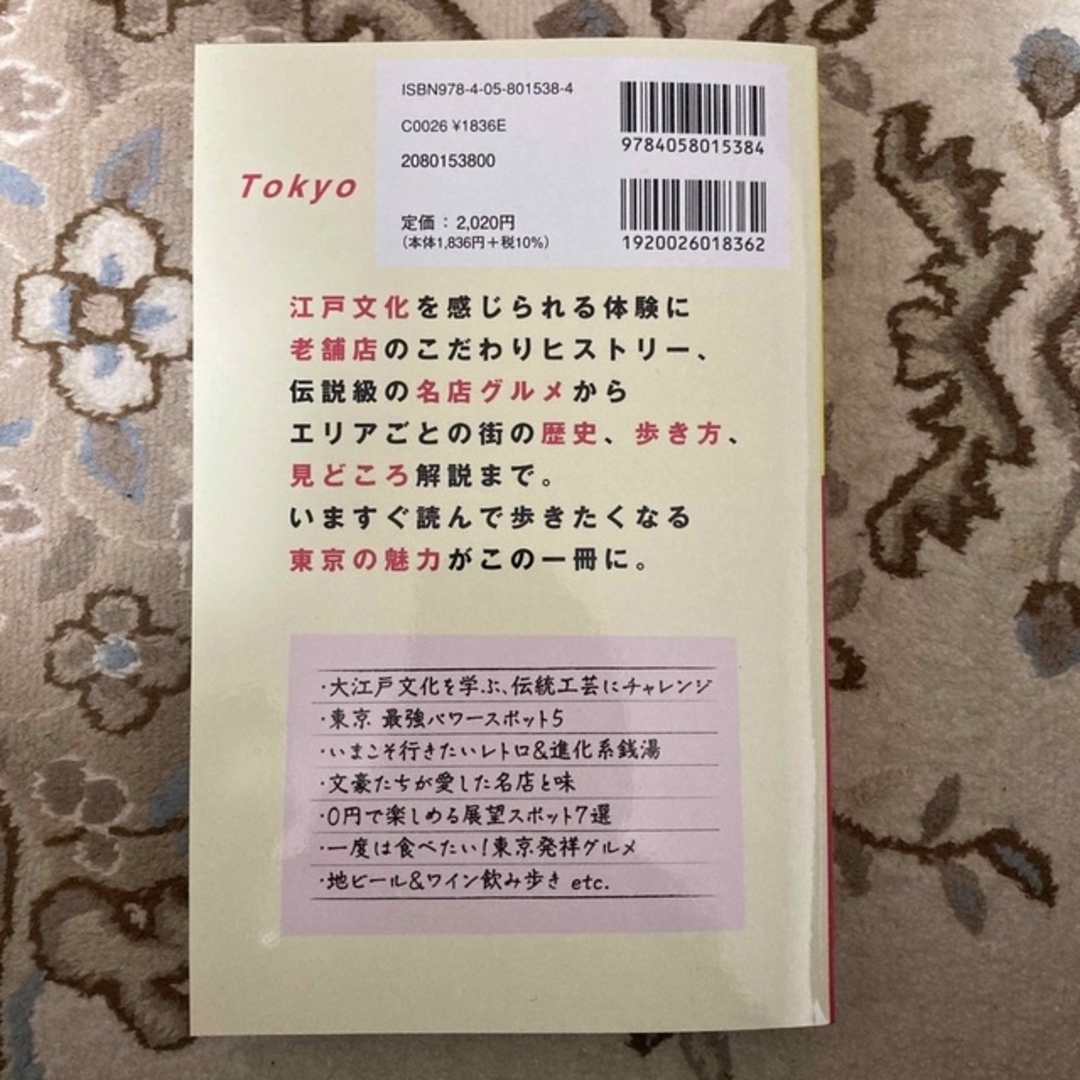 ISBN978-4-05-801538-4
C0026 ¥1836E
2080153800
定価：2,020円
（本体1,836円＋税10%）
9784058015384
1920026018362
Tokyo
江戸文化を感じられる体験に
老舗店のこだわりヒストリー、
伝説級の名店グルメから
エリアごとの街の歴史、歩き方、
見どころ解説まで。
いますぐ読んで歩きたくなる
東京の魅力がこの一冊に。
・大江戸文化を学ぶ、伝統工芸にチャレンジ
・東京 最強パワースポット5
・いまこそ行きたいレトロ&進化系銭湯
・文豪たちが愛した名店と味
・0円で楽しめる展望スポット7選
・一度は食べたい！東京発祥グルメ
・地ビール&ワイン飲み歩き etc.